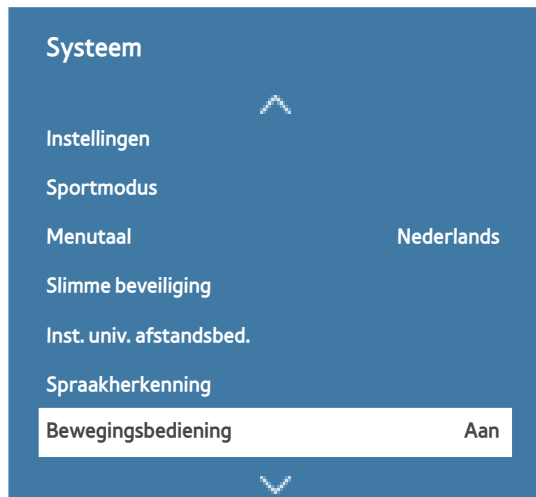 Systeem
Instellingen
Sportmodus
Menutaal Nederlands
Slimme beveiliging
Inst. univ. afstandsbed.
Spraakherkenning
Bewegingsbediening Aan